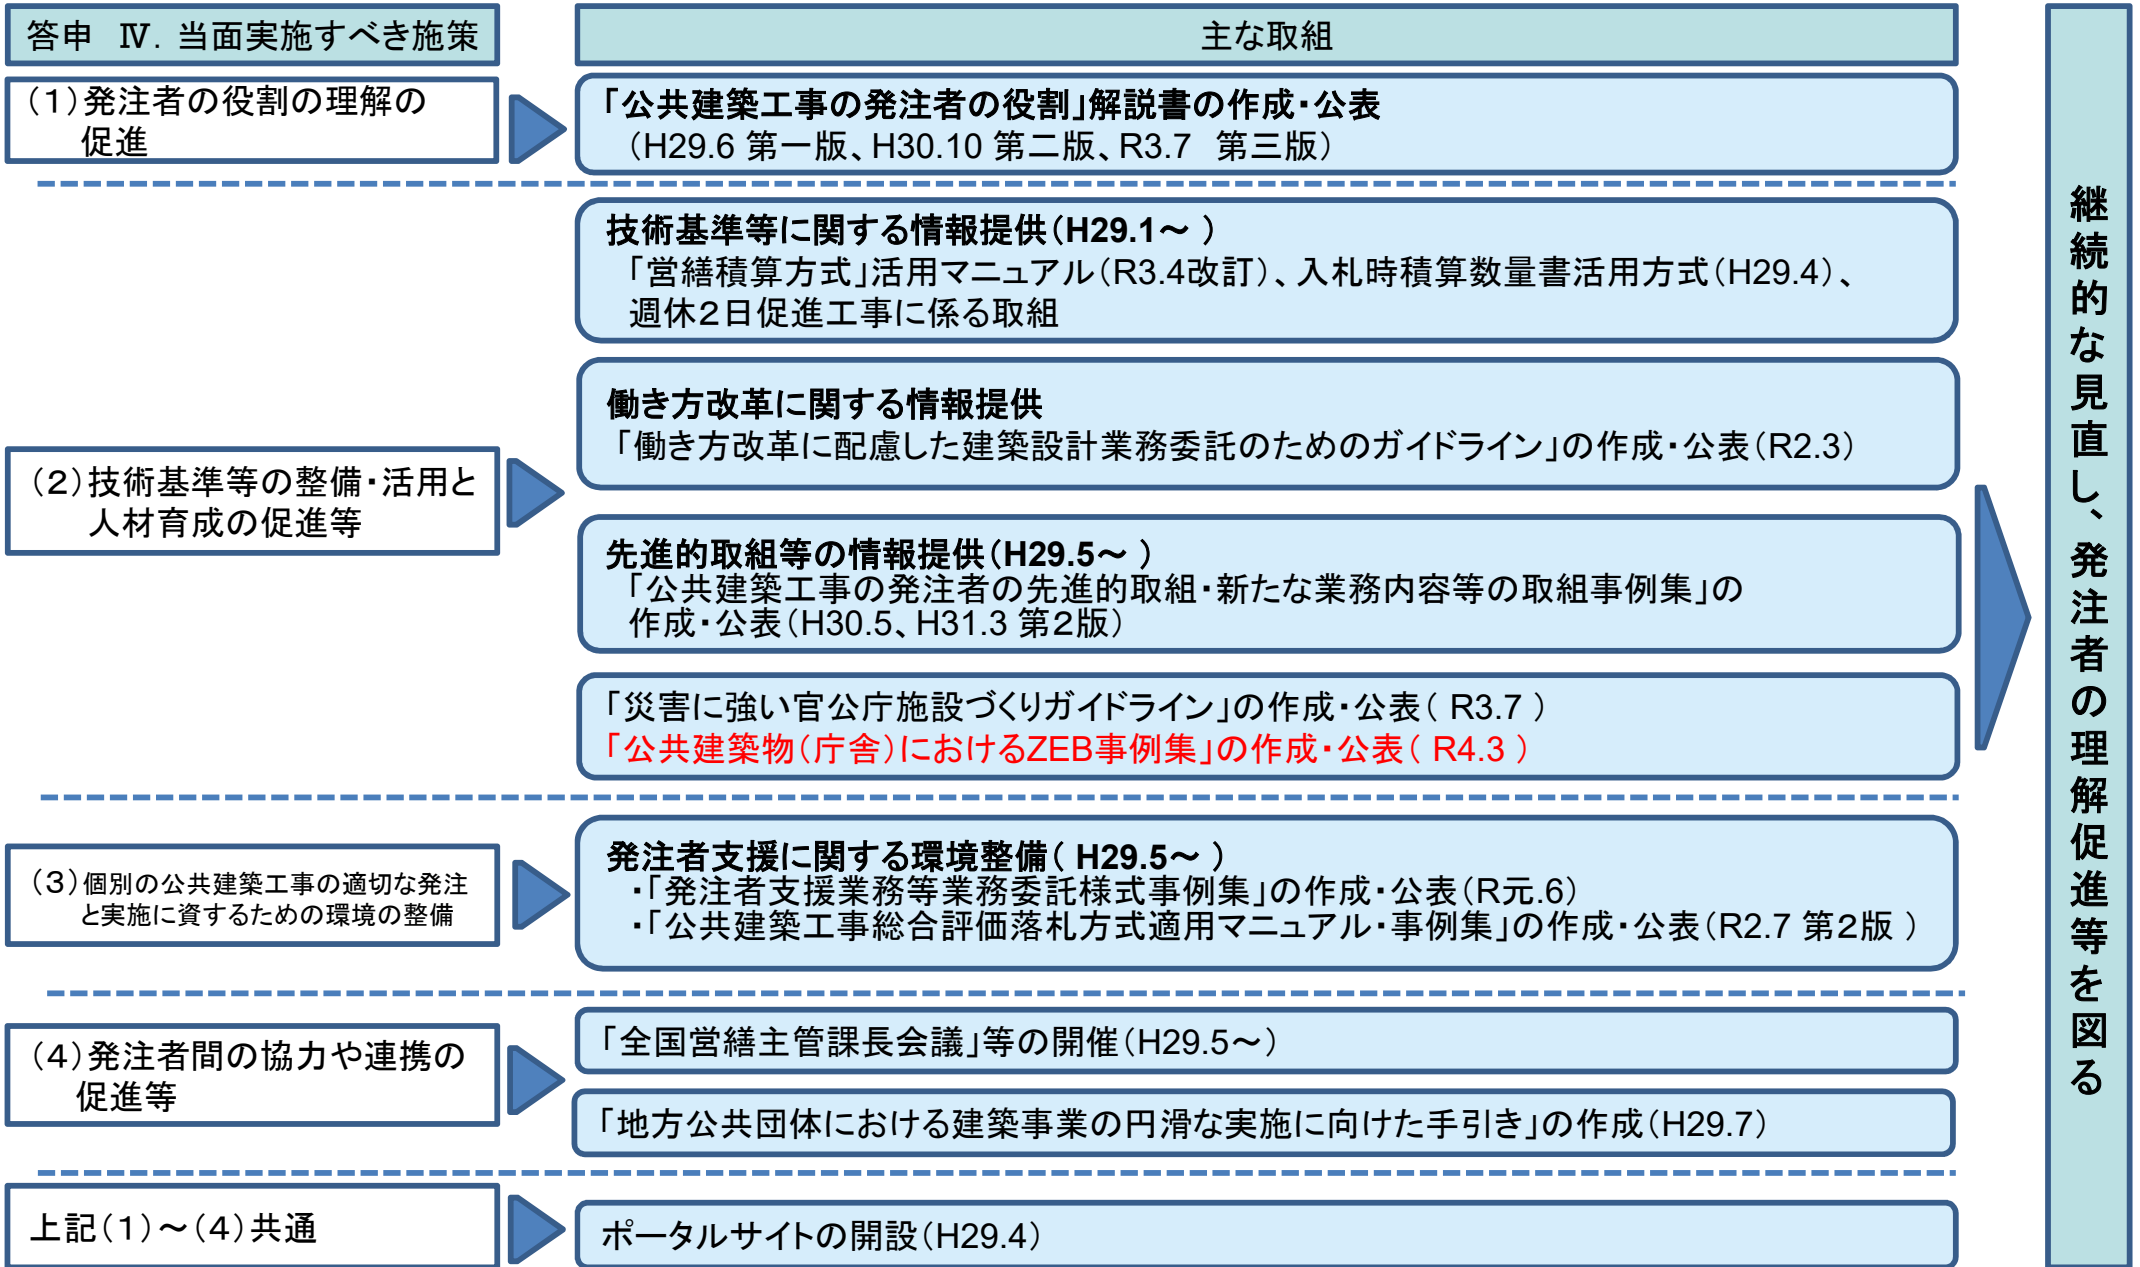 答申　Ⅳ．当面実施すべき施策
主な取組
（１）発注者の役割の理解の
促進
「公共建築工事の発注者の役割」解説書の作成・公表
（H29.6 第一版、H30.10 第二版、R3.7　第三版）
（２）技術基準等の整備・活用と
人材育成の促進等
技術基準等に関する情報提供（H29.1～ ）
「営繕積算方式」活用マニュアル（R3.4改訂）、入札時積算数量書活用方式（H29.4）、
週休２日促進工事に係る取組
働き方改革に関する情報提供
「働き方改革に配慮した建築設計業務委託のためのガイドライン」の作成・公表（R2.3）
先進的取組等の情報提供（H29.5～ ）
「公共建築工事の発注者の先進的取組・新たな業務内容等の取組事例集」の
作成・公表（H30.5、H31.3 第２版）
「災害に強い官公庁施設づくりガイドライン」の作成・公表（ R3.7 ）
「公共建築物（庁舎）におけるZEB事例集」の作成・公表（ R4.3 ）
（３）個別の公共建築工事の適切な発注
と実施に資するための環境の整備
発注者支援に関する環境整備（ H29.5～ ）
・「発注者支援業務等業務委託様式事例集」の作成・公表（R元.6）
・「公共建築工事総合評価落札方式適用マニュアル・事例集」の作成・公表（R2.7 第２版 ）
（４）発注者間の協力や連携の
促進等
「全国営繕主管課長会議」等の開催（H29.5～）
「地方公共団体における建築事業の円滑な実施に向けた手引き」の作成（H29.7）
上記（１）～（４）共通
ポータルサイトの開設（H29.4）
継続的な見直し、発注者の理解促進等を図る